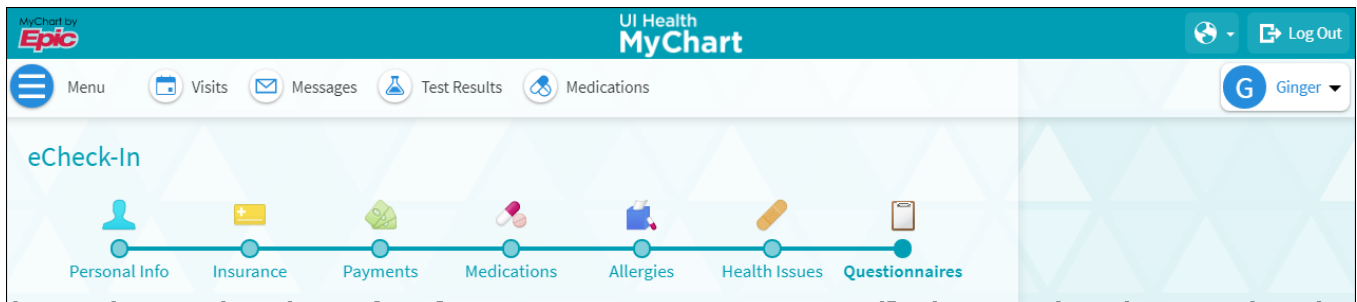 MyChart by
Epic
UI Health
MyChart
Log Out
Menu Visits Messages Test Results Medications
G Ginger
eCheck-In
Personal Info Insurance Payments Medications Allergies Health Issues Questionnaires